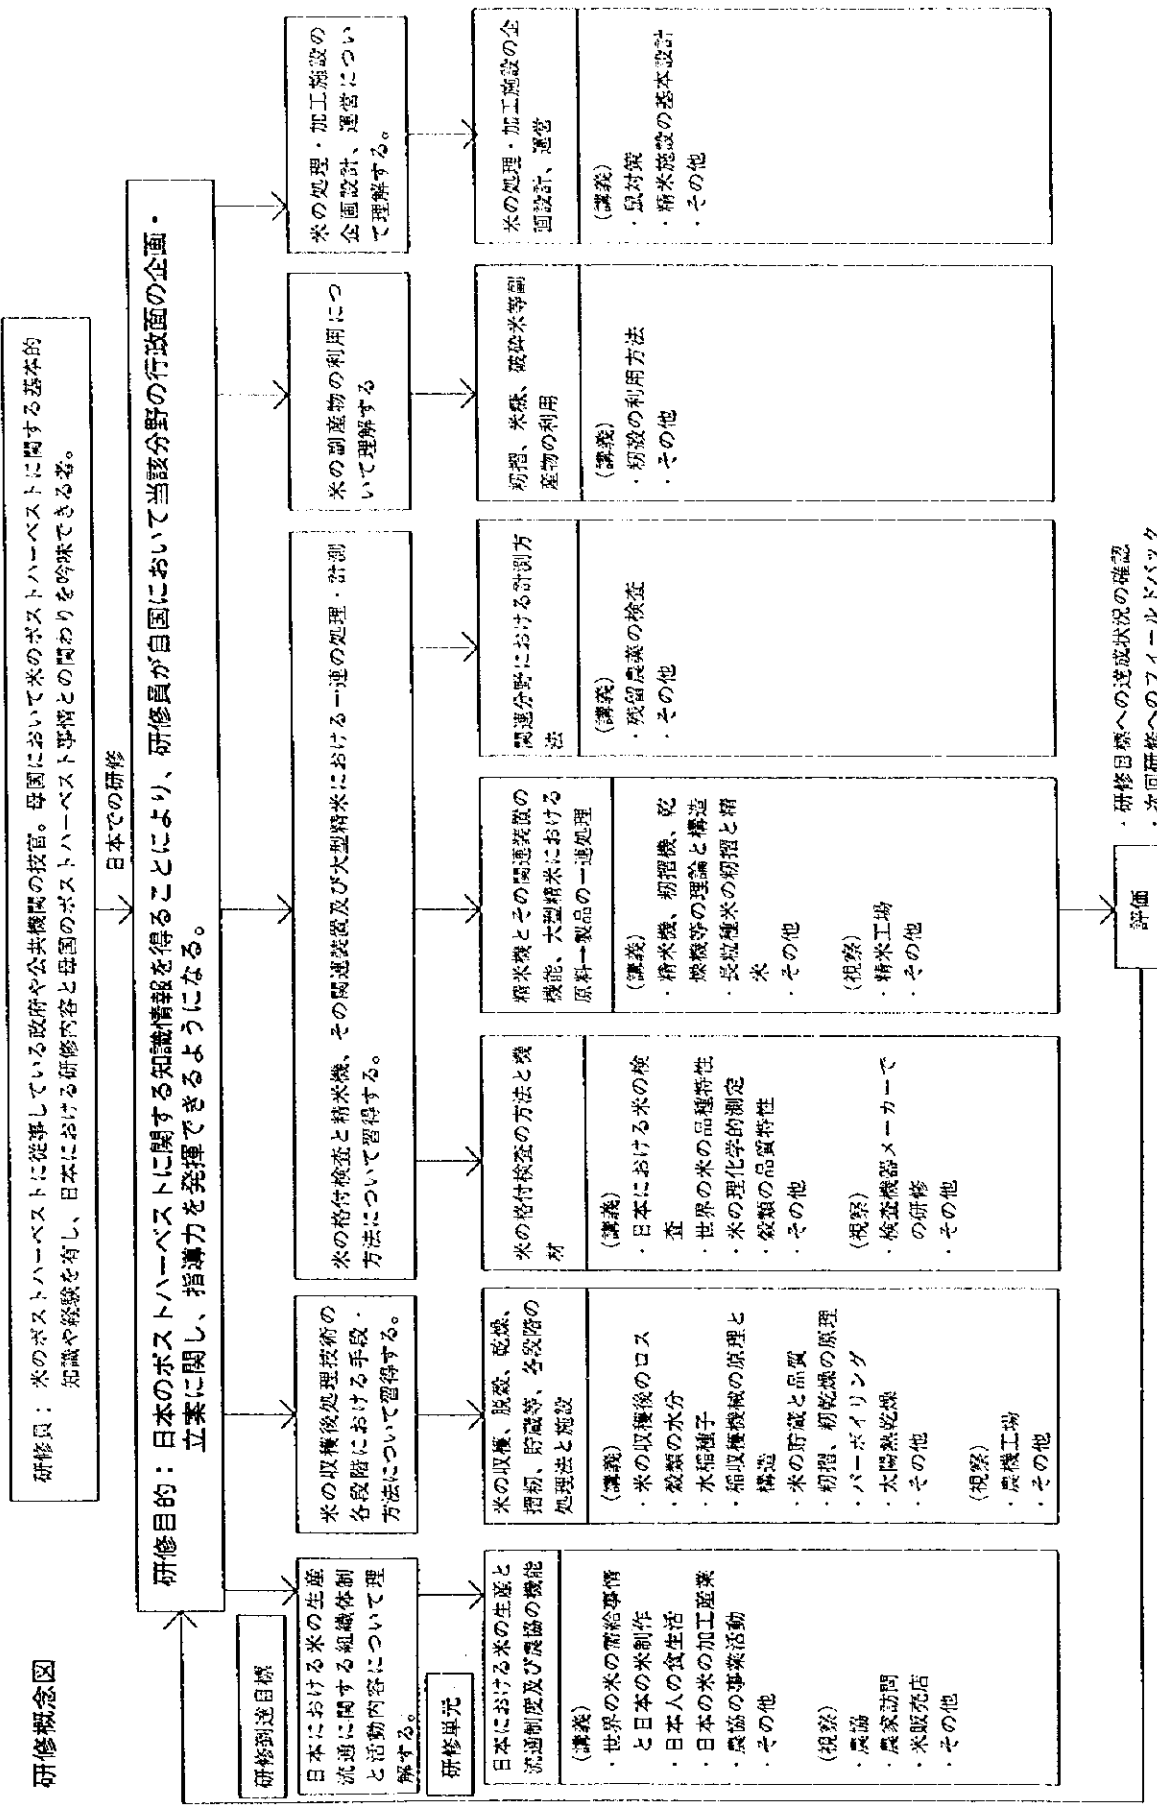 研修概念図
研修員： 米のポストハーベストに従事している政府や公共機関の技官。母国において米のポストハーベストに関する基本的
知識や経験を有し、日本における研修内容と母国のポストハーベスト事情との関わりを吟味できる者。
日本での研修
研修目的：日本のポストハーベストに関する知識情報を得ることにより、研修員が自国において当該分野の行政面の企画・
立案に関し、指導力を発揮できるようになる。
研修到達目標
日本における米の生産
流通に関する組織体制
と活動内容について理
解する。
米の収穫後処理技術の
各段階における手段・
方法について習得する。
米の格付検査と精米機、その関連装置及び大型精米における一連の処理・計測
方法について習得する。
米の副産物の利用につ
いて理解する
米の処理・加工施設の
企画設計、運営につい
て理解する。
研修単元
日本における米の生産と
流通制度及び農協の機能
(講義)
・世界の米の需給事情
と日本の米制作
・日本人の食生活
・日本の米の加工産業
・農協の事業活動
・その他
(視察)
・農協
・農家訪問
・米販売店
・その他
米の収穫、脱穀、乾燥、
摺籾、貯蔵等、各段階の
処理法と施設
(講義)
・米の収穫後のロス
・穀類の水分
・水稲種子
・稲収穫機械の原理と
構造
・米の貯蔵と品質
・籾摺、籾乾燥の原理
・パーボイリング
・太陽熱乾燥
・その他
(視察)
・農機工場
・その他
米の格付検査の方法と機
材
(講義)
・日本における米の検
査
・世界の米の品種特性
・米の理化学的測定
・穀類の品質特性
・その他
(視察)
・検査機器メーカーで
の研修
・その他
精米機とその関連装置の
機能、大型精米における
原料→製品の一連処理
(講義)
・精米機、籾摺機、乾
燥機等の理論と構造
・長粒種米の籾摺と精
米
・その他
(視察)
・精米工場
・その他
関連分野における計測方
法
(講義)
・残留農薬の検査
・その他
籾摺、米糠、破砕米等副
産物の利用
(講義)
・籾殻の利用方法
・その他
米の処理・加工施設の企
画設計、運営
(講義)
・鼠対策
・精米施設の基本設計
・その他
評価
・研修目標への達成状況の確認
・次回研修へのフィールドバック